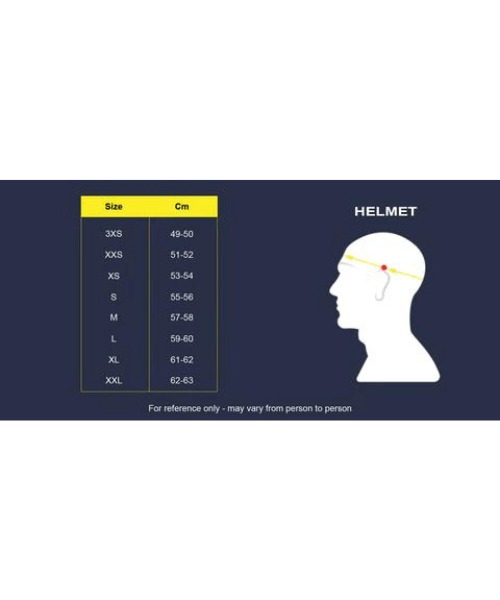 Size Cm
3XS 49-50
XXS 51-52
XS 53-54
S 55-56
M 57-58
L 59-60
XL 61-62
XXL 62-63
HELMET
For reference only - may vary from person to person